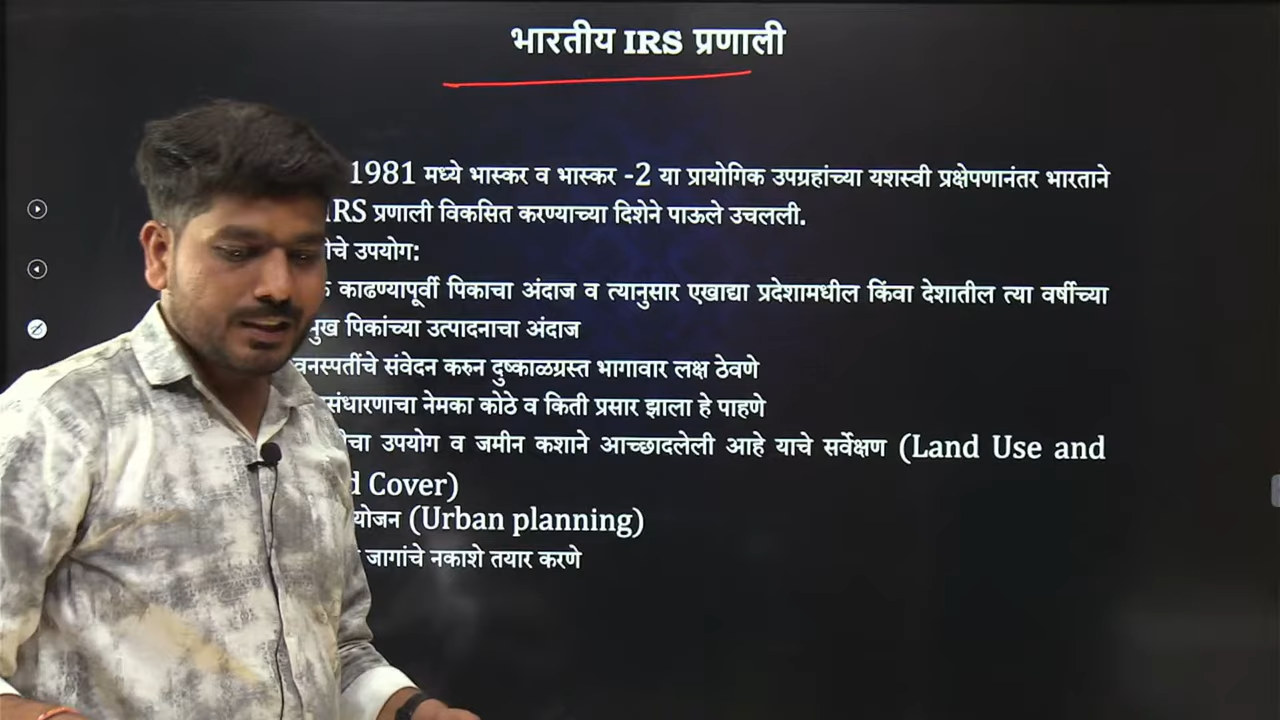 भारतीय IRS प्रणाली
1981 मध्ये भास्कर व भास्कर -2 या प्रायोगिक उपग्रहांच्या यशस्वी प्रक्षेपणानंतर भारताने
IRS प्रणाली विकसित करण्याच्या दिशेने पाऊले उचलली.
उपयोग:
काढण्यापूर्वी पिकाचा अंदाज व त्यानुसार एखाद्या प्रदेशामधील किंवा देशातील त्या वर्षीच्या
पिकांच्या उत्पादनाचा अंदाज
वनस्पतींचे संवेदन करुन दुष्काळग्रस्त भागावार लक्ष ठेवणे
नेमका कोठे व किती प्रसार झाला हे पाहणे
उपयोग व जमीन कशाने आच्छादलेली आहे याचे सर्वेक्षण (Land Use and
Cover)
(Urban planning)
जागांचे नकाशे तयार करणे